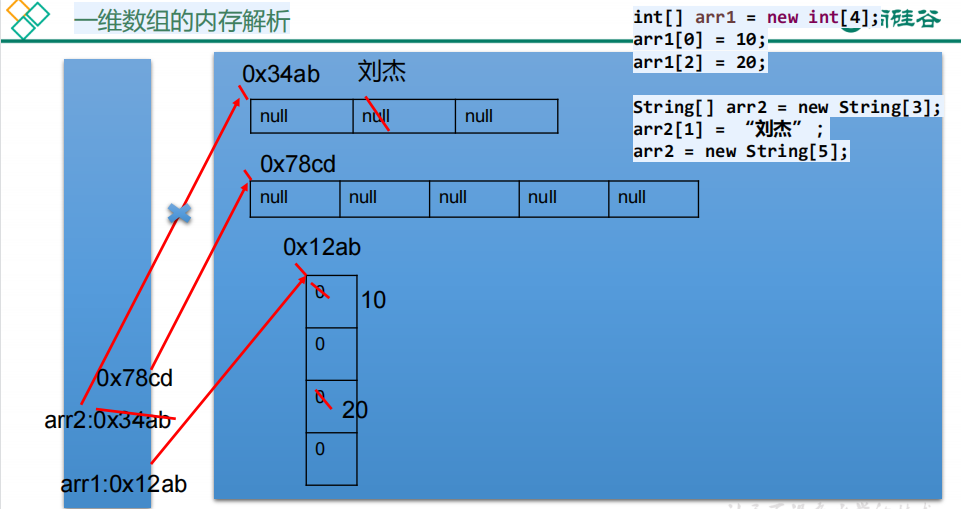 一维数组的内存解析
int[] arr1 = new int[4];
arr1[0] = 10;
arr1[2] = 20;
String[] arr2 = new String[3];
arr2[1] = “刘杰”;
arr2 = new String[5];
0x34ab
刘杰
null null null
0x78cd
null null null null null
0x12ab
0
10
0
0
20
0
0x78cd
arr2:0x34ab
arr1:0x12ab